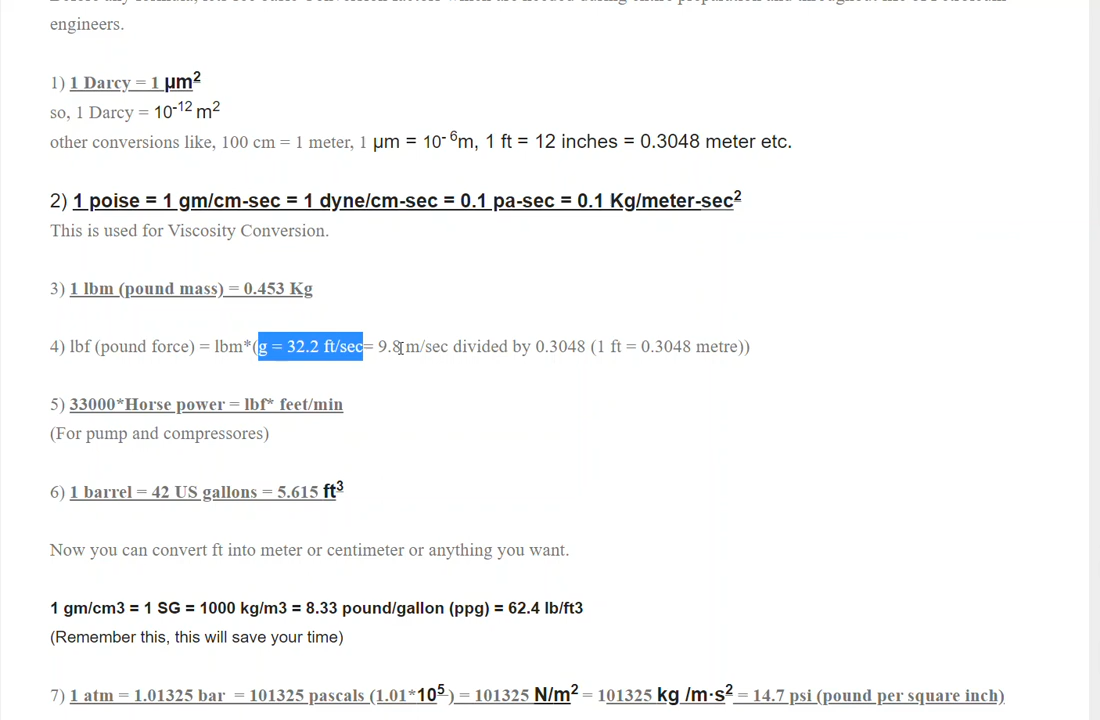 engineers.
1) 1 Darcy = 1 µm²
so, 1 Darcy = 10⁻¹² m²
other conversions like, 100 cm = 1 meter, 1 µm = 10⁻⁶m, 1 ft = 12 inches = 0.3048 meter etc.
2) 1 poise = 1 gm/cm-sec = 1 dyne/cm-sec = 0.1 pa-sec = 0.1 Kg/meter-sec²
This is used for Viscosity Conversion.
3) 1 lbm (pound mass) = 0.453 Kg
4) lbf (pound force) = lbm*(g = 32.2 ft/sec= 9.8 m/sec divided by 0.3048 (1 ft = 0.3048 metre))
5) 33000*Horse power = lbf* feet/min
(For pump and compressores)
6) 1 barrel = 42 US gallons = 5.615 ft³
Now you can convert ft into meter or centimeter or anything you want.
1 gm/cm3 = 1 SG = 1000 kg/m3 = 8.33 pound/gallon (ppg) = 62.4 lb/ft3
(Remember this, this will save your time)
7) 1 atm = 1.01325 bar = 101325 pascals (1.01*10⁵) = 101325 N/m² = 101325 kg /m·s² = 14.7 psi (pound per square inch)